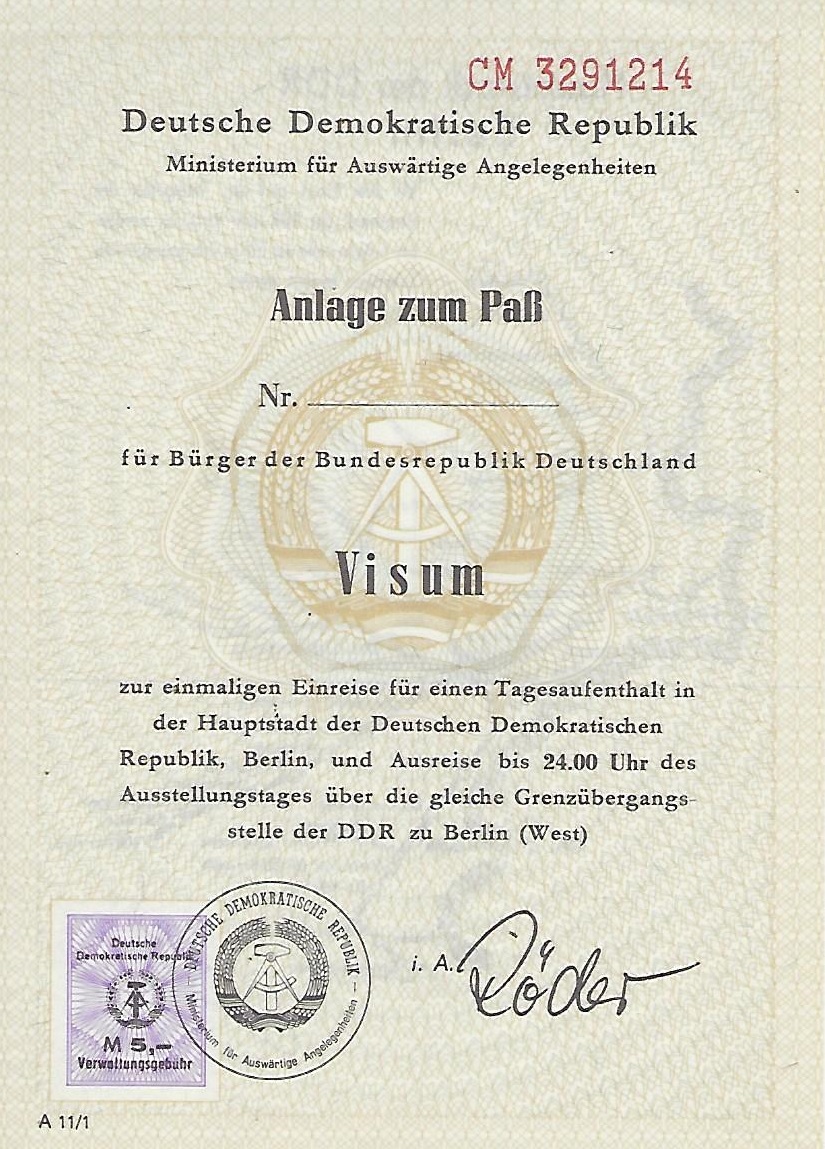 CM 3291214
Deutsche Demokratische Republik
Ministerium für Auswärtige Angelegenheiten
Anlage zum Paß
Nr.
für Bürger der Bundesrepublik Deutschland
Visum
zur einmaligen Einreise für einen Tagesaufenthalt in
der Hauptstadt der Deutschen Demokratischen
Republik, Berlin, und Ausreise bis 24.00 Uhr des
Ausstellungstages über die gleiche Grenzübergangs-
stelle der DDR zu Berlin (West)
Deutsche
Demokratische Republik
M 5,—
Verwaltungsgebühr
DEUTSCHE DEMOKRATISCHE REPUBLIK
Ministerium für Auswärtige Angelegenheiten
i. A. Röder
A 11/1